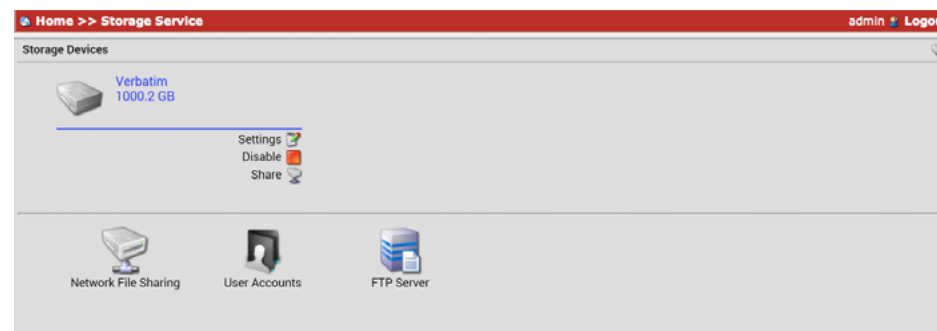 Home >> Storage Service
admin Logou
Storage Devices
Verbatim
1000.2 GB
Settings
Disable
Share
Network File Sharing
User Accounts
FTP Server